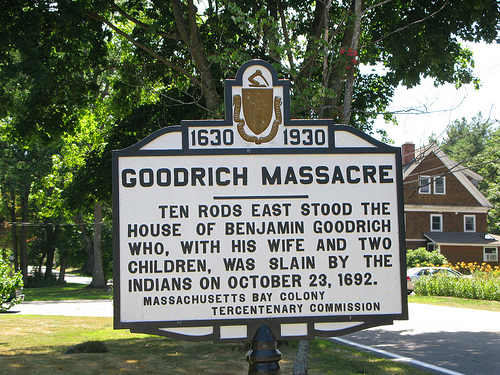 1630 1930
GOODRICH MASSACRE
TEN RODS EAST STOOD THE
HOUSE OF BENJAMIN GOODRICH
WHO, WITH HIS WIFE AND TWO
CHILDREN, WAS SLAIN BY THE
INDIANS ON OCTOBER 23, 1692.
MASSACHUSETTS BAY COLONY
TERCENTENARY COMMISSION